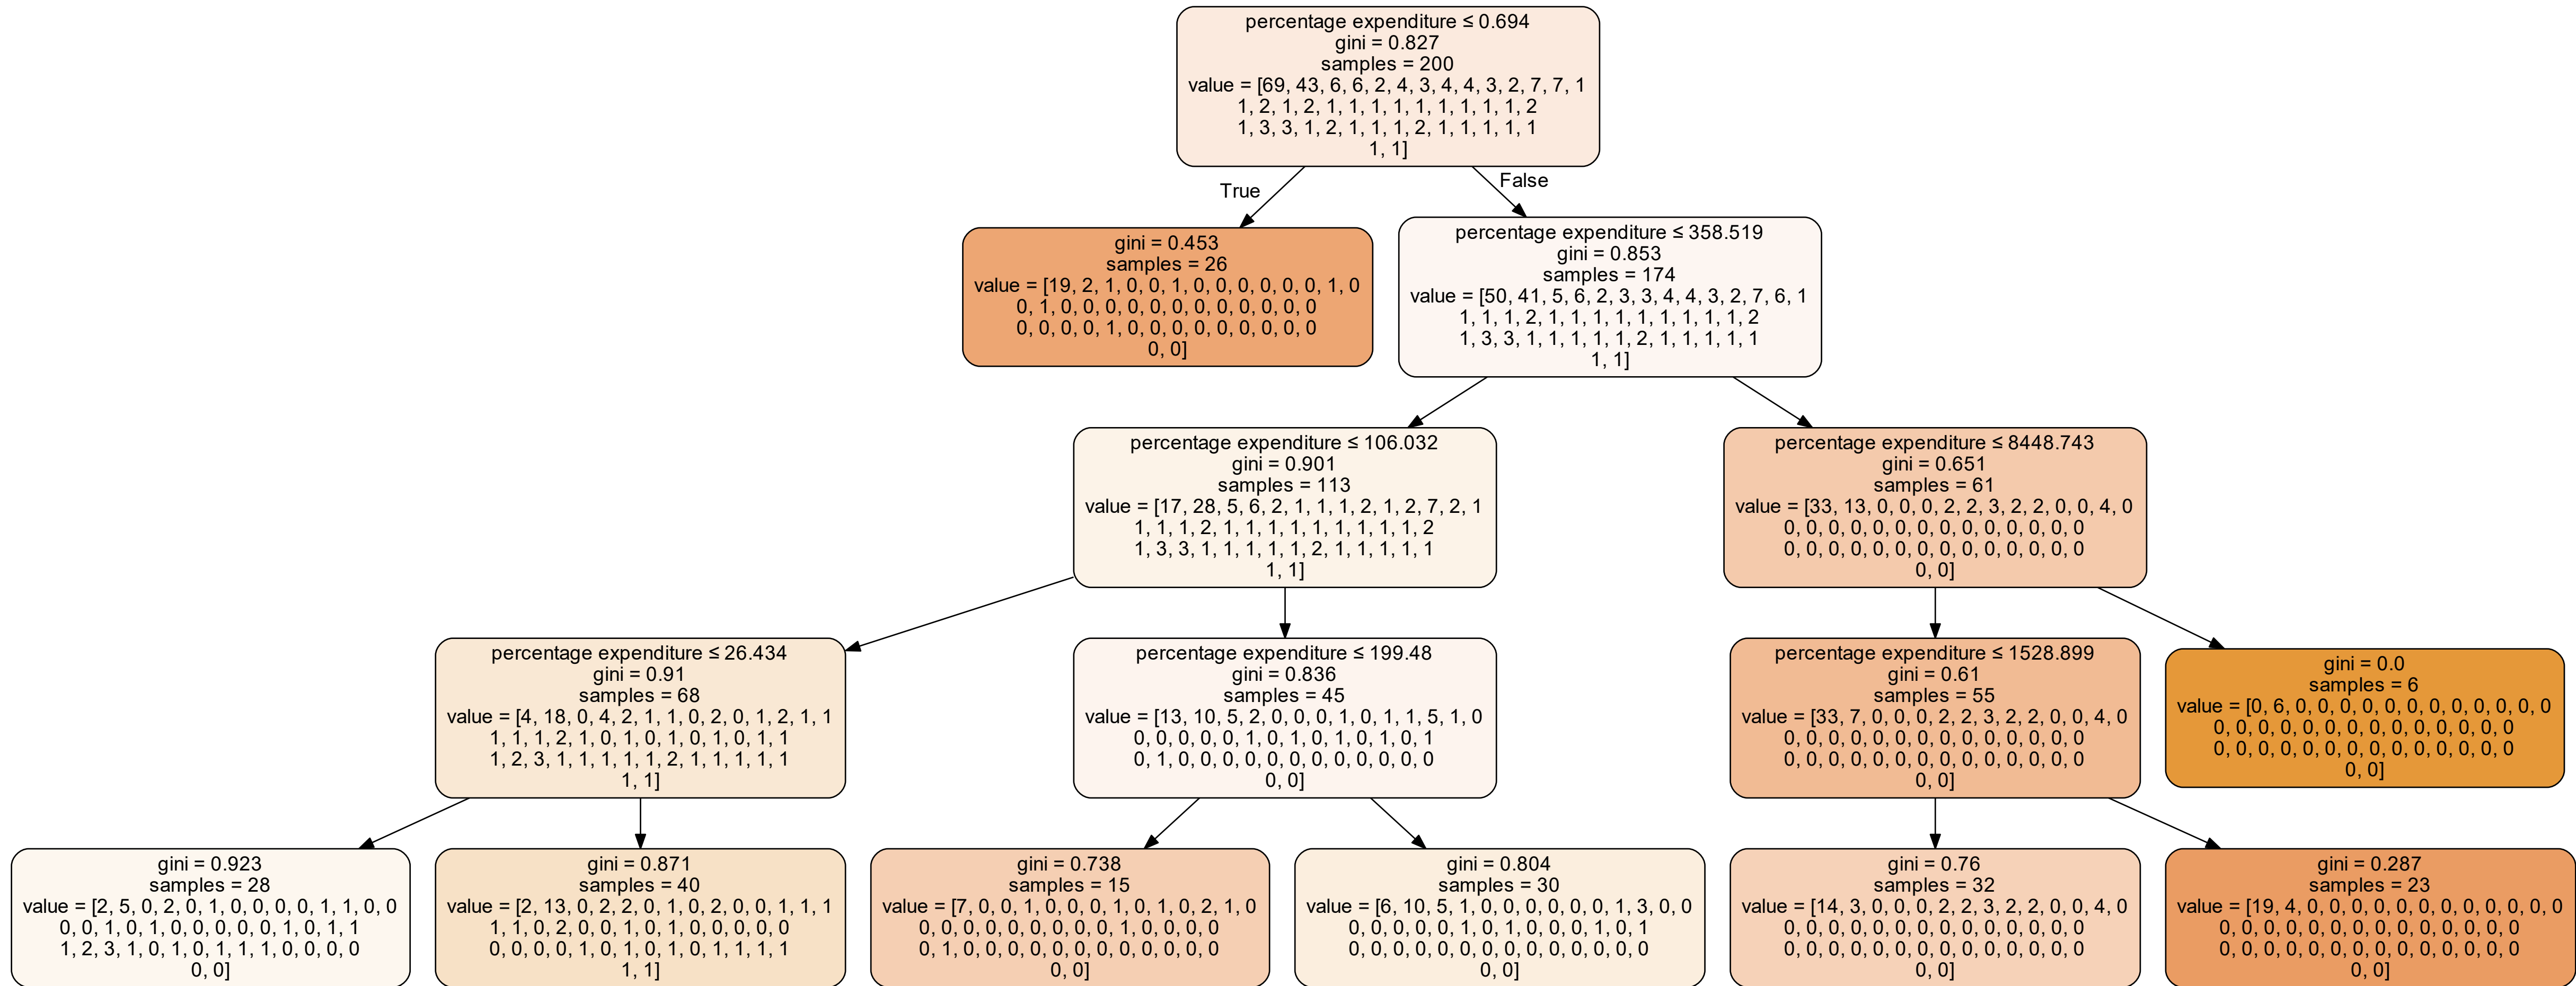 percentage expenditure ≤ 0.694
gini = 0.827
samples = 200
value = [69, 43, 6, 6, 2, 4, 3, 4, 4, 3, 2, 7, 7, 1
1, 2, 1, 2, 1, 1, 1, 1, 1, 1, 1, 1, 1, 2
1, 3, 3, 1, 2, 1, 1, 1, 2, 1, 1, 1, 1, 1
1, 1]
True
False
gini = 0.453
samples = 26
value = [19, 2, 1, 0, 0, 1, 0, 0, 0, 0, 0, 0, 1, 0
0, 1, 0, 0, 0, 0, 0, 0, 0, 0, 0, 0, 0, 0
0, 0, 0, 0, 1, 0, 0, 0, 0, 0, 0, 0, 0, 0
0, 0]
percentage expenditure ≤ 358.519
gini = 0.853
samples = 174
value = [50, 41, 5, 6, 2, 3, 3, 4, 4, 3, 2, 7, 6, 1
1, 1, 1, 2, 1, 1, 1, 1, 1, 1, 1, 1, 1, 2
1, 3, 3, 1, 1, 1, 1, 1, 2, 1, 1, 1, 1, 1
1, 1]
percentage expenditure ≤ 106.032
gini = 0.901
samples = 113
value = [17, 28, 5, 6, 2, 1, 1, 1, 2, 1, 2, 7, 2, 1
1, 1, 1, 2, 1, 1, 1, 1, 1, 1, 1, 1, 1, 2
1, 3, 3, 1, 1, 1, 1, 1, 2, 1, 1, 1, 1, 1
1, 1]
percentage expenditure ≤ 8448.743
gini = 0.651
samples = 61
value = [33, 13, 0, 0, 0, 2, 2, 3, 2, 2, 0, 0, 4, 0
0, 0, 0, 0, 0, 0, 0, 0, 0, 0, 0, 0, 0, 0
0, 0, 0, 0, 0, 0, 0, 0, 0, 0, 0, 0, 0, 0
0, 0]
percentage expenditure ≤ 26.434
gini = 0.91
samples = 68
value = [4, 18, 0, 4, 2, 1, 1, 0, 2, 0, 1, 2, 1, 1
1, 1, 1, 2, 1, 0, 1, 0, 1, 0, 1, 0, 1, 1
1, 2, 3, 1, 1, 1, 1, 1, 2, 1, 1, 1, 1, 1
1, 1]
percentage expenditure ≤ 199.48
gini = 0.836
samples = 45
value = [13, 10, 5, 2, 0, 0, 0, 1, 0, 1, 1, 5, 1, 0
0, 0, 0, 0, 0, 1, 0, 1, 0, 1, 0, 1, 0, 1
0, 1, 0, 0, 0, 0, 0, 0, 0, 0, 0, 0, 0, 0
0, 0]
percentage expenditure ≤ 1528.899
gini = 0.61
samples = 55
value = [33, 7, 0, 0, 0, 2, 2, 3, 2, 2, 0, 0, 4, 0
0, 0, 0, 0, 0, 0, 0, 0, 0, 0, 0, 0, 0, 0
0, 0, 0, 0, 0, 0, 0, 0, 0, 0, 0, 0, 0, 0
0, 0]
gini = 0.0
samples = 6
value = [0, 6, 0, 0, 0, 0, 0, 0, 0, 0, 0, 0, 0, 0
0, 0, 0, 0, 0, 0, 0, 0, 0, 0, 0, 0, 0, 0
0, 0, 0, 0, 0, 0, 0, 0, 0, 0, 0, 0, 0, 0
0, 0]
gini = 0.923
samples = 28
value = [2, 5, 0, 2, 0, 1, 0, 0, 0, 0, 1, 1, 0, 0
0, 0, 1, 0, 1, 0, 0, 0, 0, 0, 1, 0, 1, 1
1, 2, 3, 1, 0, 1, 0, 1, 1, 1, 0, 0, 0, 0
0, 0]
gini = 0.871
samples = 40
value = [2, 13, 0, 2, 2, 0, 1, 0, 2, 0, 0, 1, 1, 1
1, 1, 0, 2, 0, 0, 1, 0, 1, 0, 0, 0, 0, 0
0, 0, 0, 0, 1, 0, 1, 0, 1, 0, 1, 1, 1, 1
1, 1]
gini = 0.738
samples = 15
value = [7, 0, 0, 1, 0, 0, 0, 1, 0, 1, 0, 2, 1, 0
0, 0, 0, 0, 0, 0, 0, 0, 0, 1, 0, 0, 0, 0
0, 1, 0, 0, 0, 0, 0, 0, 0, 0, 0, 0, 0, 0
0, 0]
gini = 0.804
samples = 30
value = [6, 10, 5, 1, 0, 0, 0, 0, 0, 0, 1, 3, 0, 0
0, 0, 0, 0, 0, 1, 0, 1, 0, 0, 0, 1, 0, 1
0, 0, 0, 0, 0, 0, 0, 0, 0, 0, 0, 0, 0, 0
0, 0]
gini = 0.76
samples = 32
value = [14, 3, 0, 0, 0, 2, 2, 3, 2, 2, 0, 0, 4, 0
0, 0, 0, 0, 0, 0, 0, 0, 0, 0, 0, 0, 0, 0
0, 0, 0, 0, 0, 0, 0, 0, 0, 0, 0, 0, 0, 0
0, 0]
gini = 0.287
samples = 23
value = [19, 4, 0, 0, 0, 0, 0, 0, 0, 0, 0, 0, 0, 0
0, 0, 0, 0, 0, 0, 0, 0, 0, 0, 0, 0, 0, 0
0, 0, 0, 0, 0, 0, 0, 0, 0, 0, 0, 0, 0, 0
0, 0]